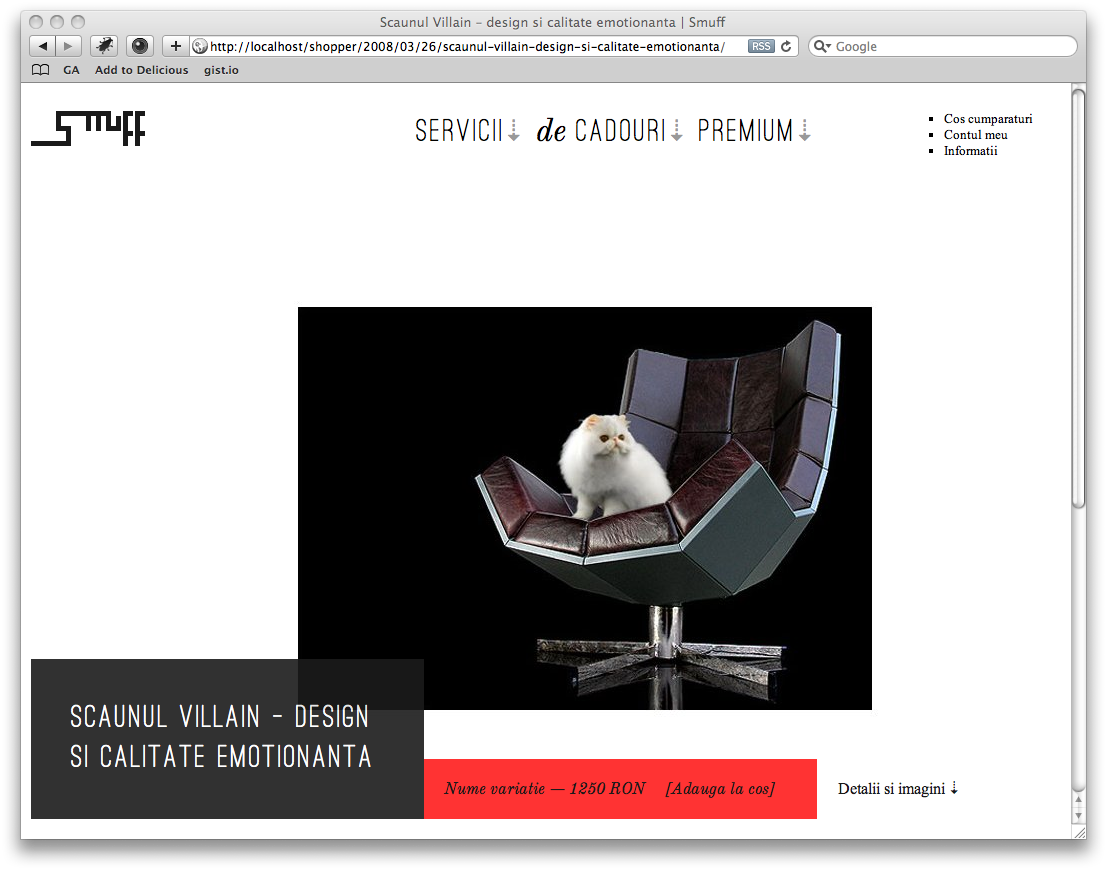 Scaunul Villain – design si calitate emotionanta | Smuff
http://localhost/shopper/2008/03/26/scaunul-villain-design-si-calitate-emotionanta/
RSS
Google
GA
Add to Delicious
gist.io
Smuff
SERVICII de CADOURI PREMIUM
Cos cumparaturi
Contul meu
Informatii
SCAUNUL VILLAIN – DESIGN
SI CALITATE EMOTIONANTA
Nume variatie — 1250 RON [Adauga la cos]
Detalii si imagini